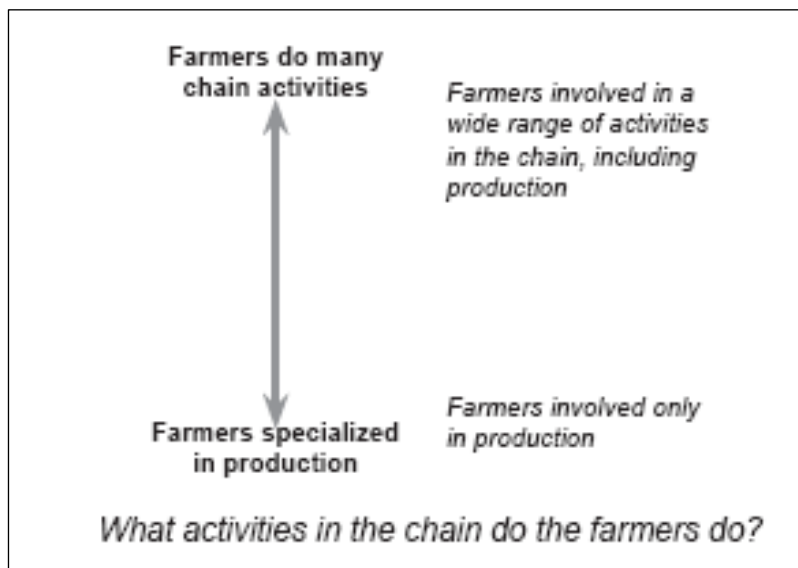 Farmers do many
chain activities
Farmers involved in a
wide range of activities
in the chain, including
production
Farmers specialized
in production
Farmers involved only
in production
What activities in the chain do the farmers do?